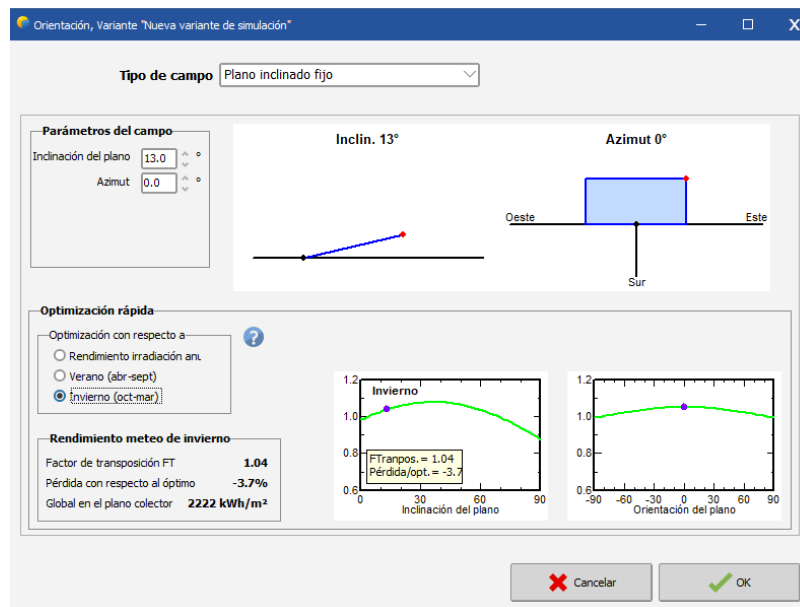 Orientación, Variante "Nueva variante de simulación"
Tipo de campo Plano inclinado fijo
Parámetros del campo
Inclinación del plano 13.0 °
Azimut 0.0 °
Inclin. 13°
Azimut 0°
Oeste Este
Sur
Optimización rápida
Optimización con respecto a
Rendimiento irradiación anu
Verano (abr-sept)
Invierno (oct-mar)
?
Rendimiento meteo de invierno
Factor de transposición FT 1.04
Pérdida con respecto al óptimo -3.7%
Global en el plano colector 2222 kWh/m²
1.2
1.0
0.8
0.6
Invierno
FTranpos. = 1.04
Pérdida/opt. = -3.7
0 30 60 90
Inclinación del plano
1.2
1.0
0.8
0.6
-90 -60 -30 0 30 60 90
Orientación del plano
Cancelar
OK